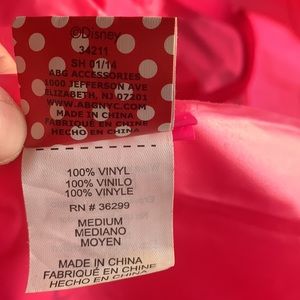 ©Disney
34211
SH 01/14
ABG ACCESSORIES
1000 JEFFERSON AVE
ELIZABETH, NJ 07201
WWW.ABGNYC.COM
MADE IN CHINA
FABRIQUÉ EN CHINE
HECHO EN CHINA
100% VINYL
100% VINILO
100% VINYLE
RN # 36299
MEDIUM
MEDIANO
MOYEN
MADE IN CHINA
FABRIQUÉ EN CHINE
HECHO EN CHINA